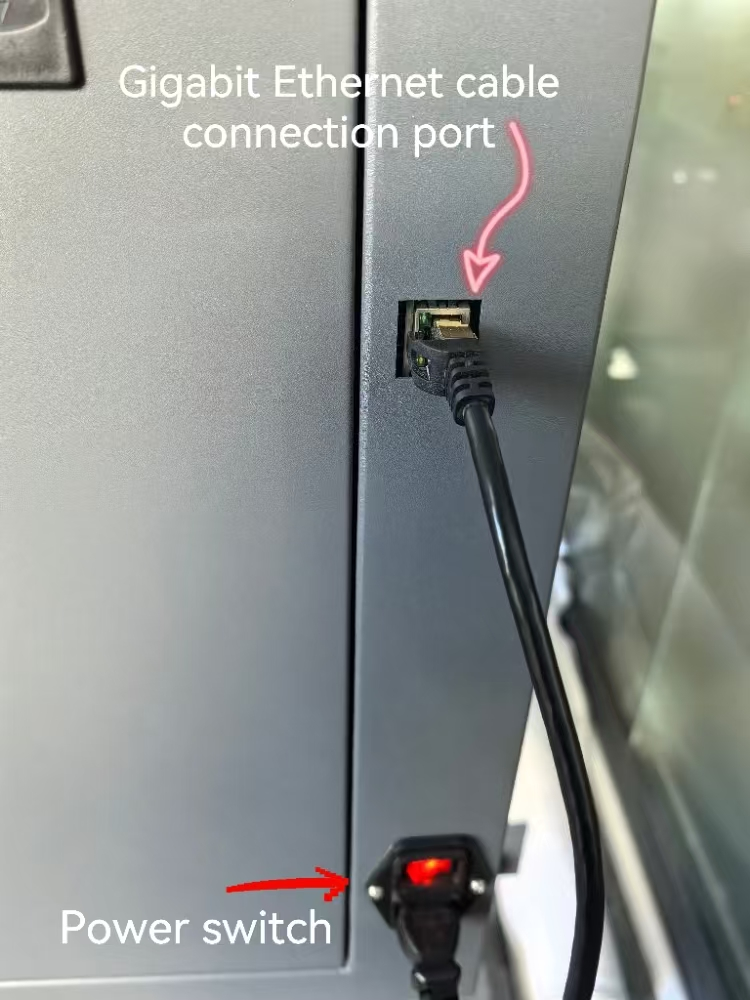 Gigabit Ethernet cable
connection port
Power switch